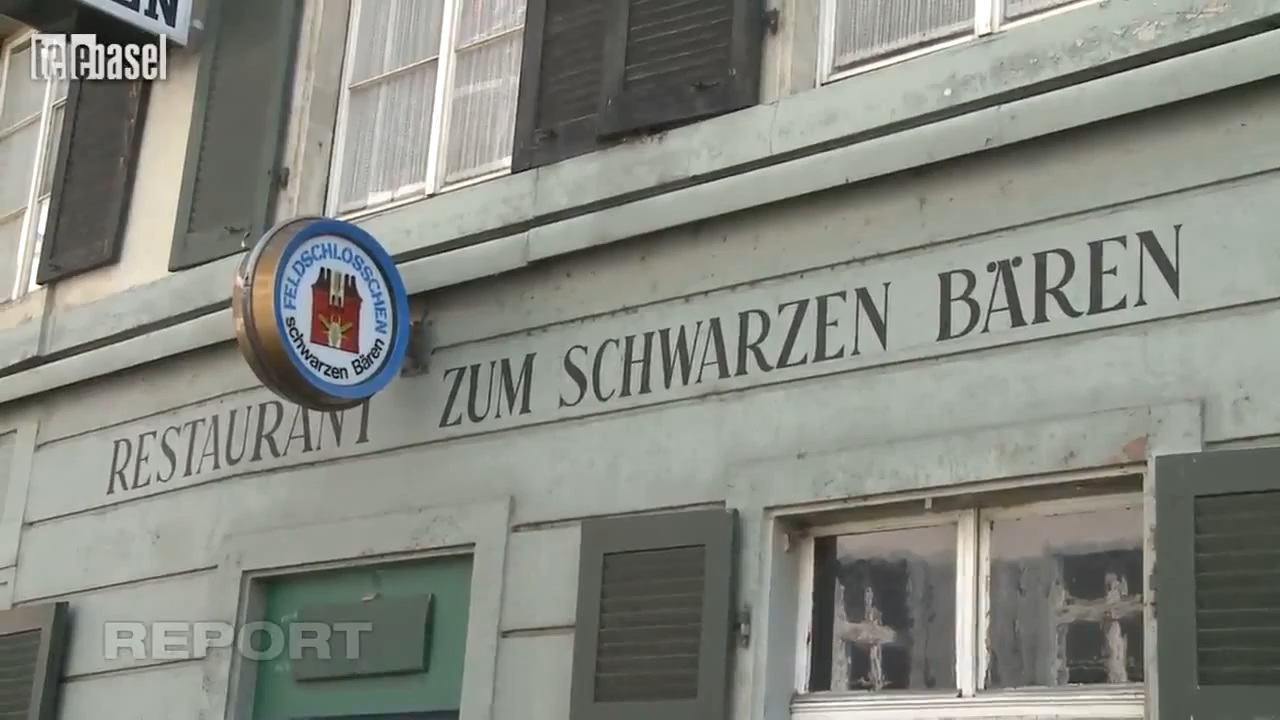 telebasel
FELDSCHLÖSSCHEN
schwarzen Bären
RESTAURANT ZUM SCHWARZEN BÄREN
REPORT